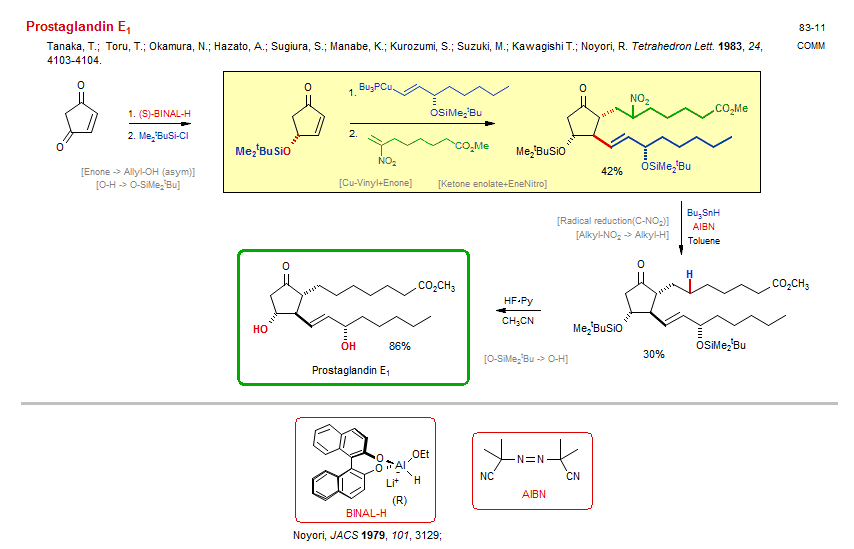 Prostaglandin E1
83-11
Tanaka, T.; Toru, T.; Okamura, N.; Hazato, A.; Sugiura, S.; Manabe, K.; Kurozumi, S.; Suzuki, M.; Kawagishi T.; Noyori, R. Tetrahedron Lett. 1983, 24,
COMM
4103-4104.
O
O
1. (S)-BINAL-H
2. Me2tBuSi-Cl
[Enone -> Allyl-OH (asym)]
[O-H -> O-SiMe2tBu]
O
Me2tBuSiO
1. Bu3PCu
OSiMe2tBu
2.
NO2
CO2Me
[Cu-Vinyl+Enone]
[Ketone enolate+EneNitro]
O
NO2
CO2Me
Me2tBuSiO
OSiMe2tBu
42%
[Radical reduction(C-NO2)]
[Alkyl-NO2 -> Alkyl-H]
Bu3SnH
AIBN
Toluene
O
H
CO2CH3
Me2tBuSiO
OSiMe2tBu
30%
HF·Py
CH3CN
[O-SiMe2tBu -> O-H]
O
CO2CH3
HO
OH
86%
Prostaglandin E1
O
O
Al
OEt
H
Li+
(R)
BINAL-H
N=N
NC
CN
AIBN
Noyori, JACS 1979, 101, 3129;